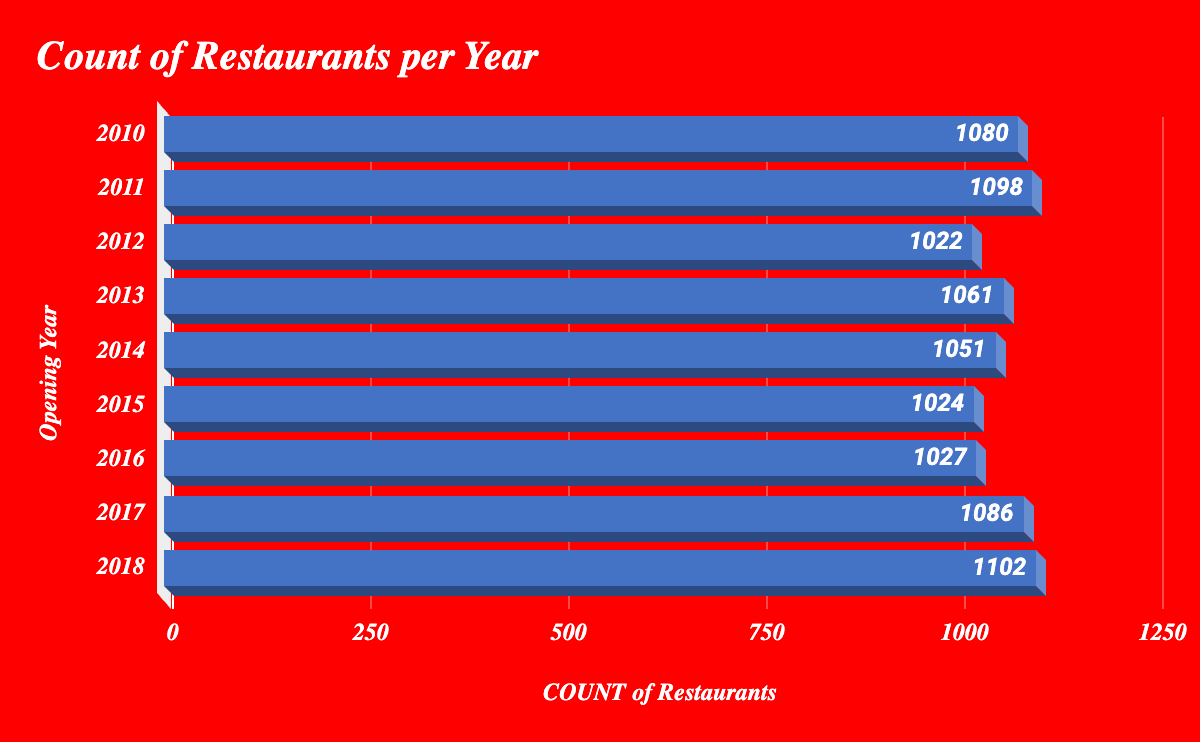 Count of Restaurants per Year
Opening Year
2010 1080
2011 1098
2012 1022
2013 1061
2014 1051
2015 1024
2016 1027
2017 1086
2018 1102
0 250 500 750 1000 1250
COUNT of Restaurants